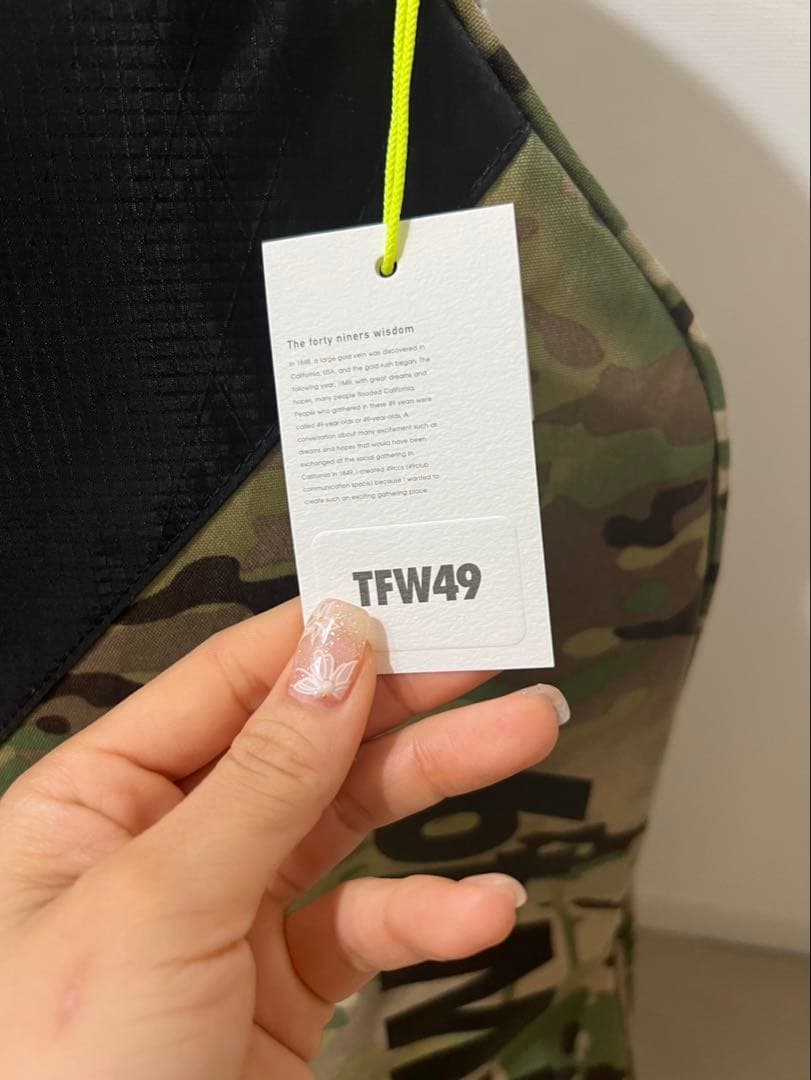 The forty niners wisdom
In 1848, a large gold vein was discovered in
California, USA, and the gold rush began. The
following year, 1849, with great dreams and
hopes, many people flooded California.
People who gathered in these 49 years were
called 49-year-olds or 49-year-olds. A
conversation about many excitement such as
dreams and hopes that would have been
exchanged at the social gathering in
California in 1849, I created 49ccs (49club
communication space) because I wanted to
create such an exciting gathering place.
TFW49